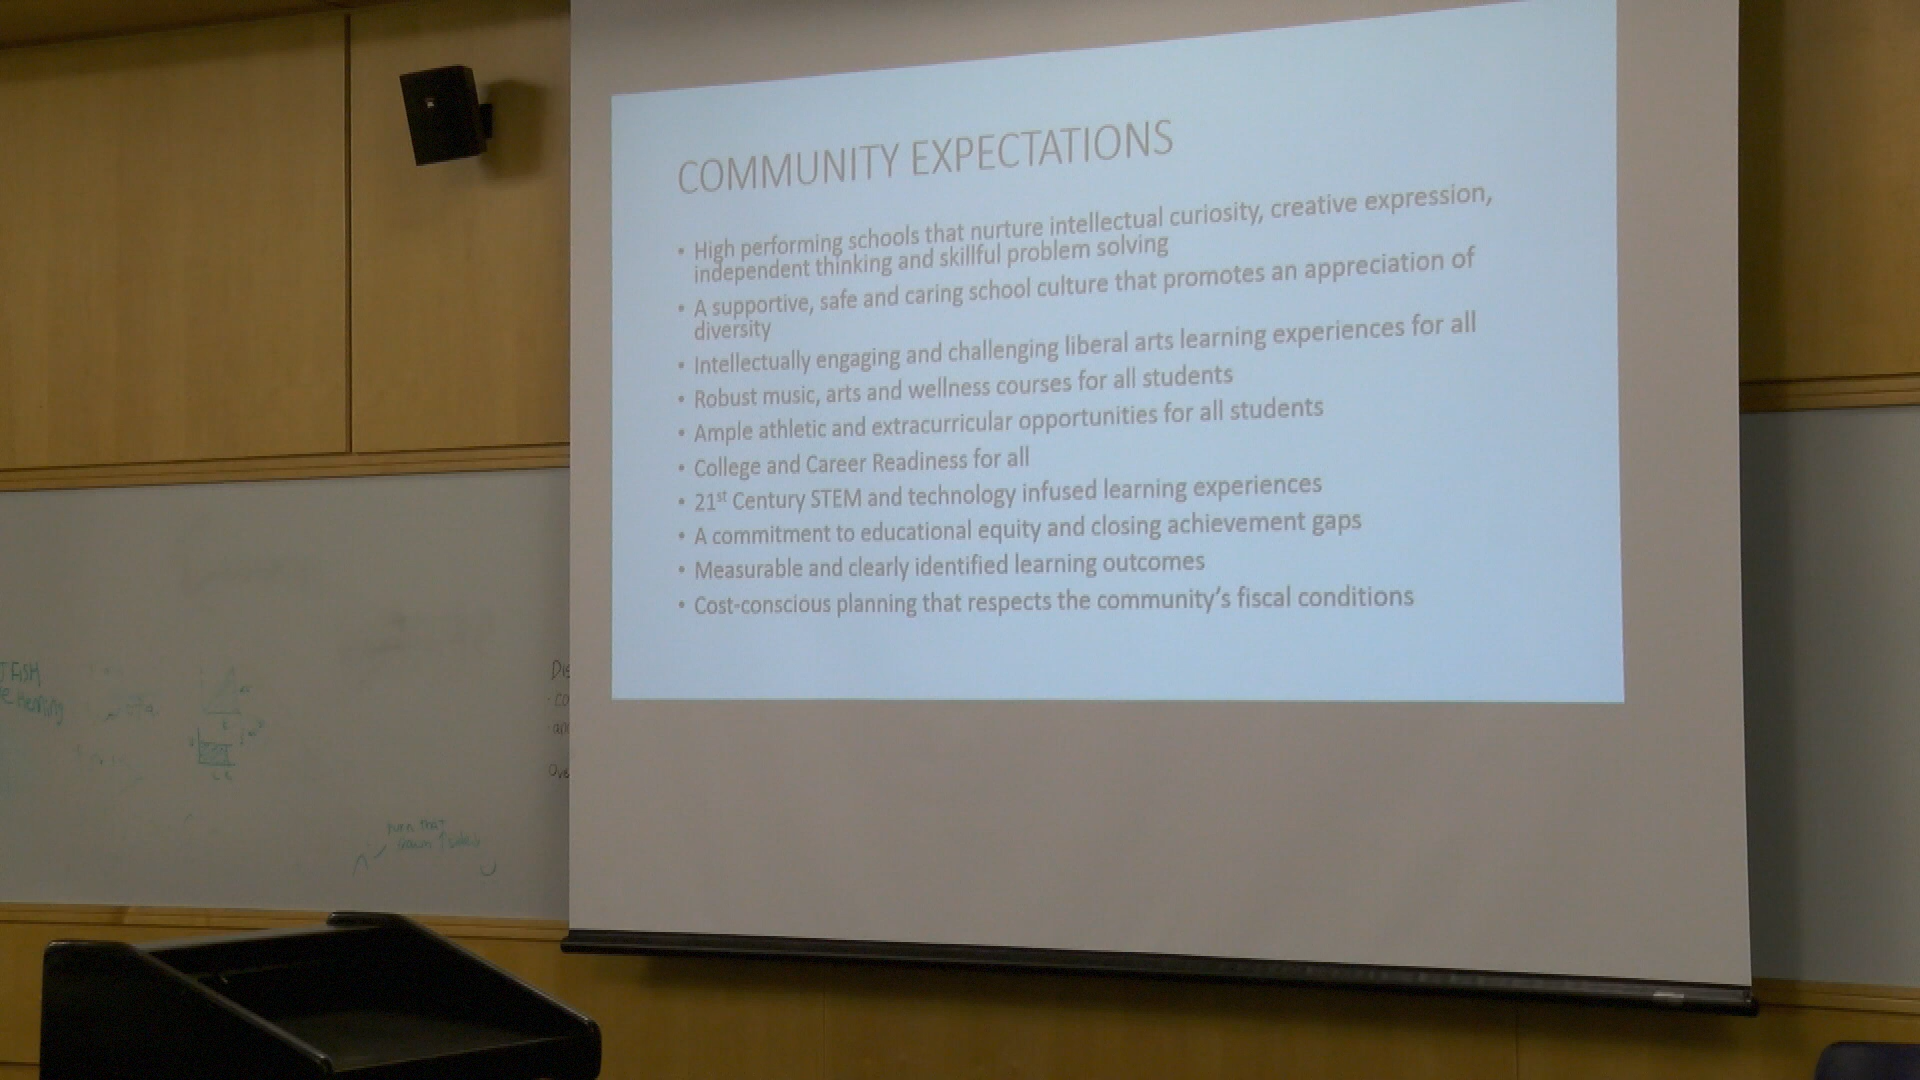 COMMUNITY EXPECTATIONS
• High performing schools that nurture intellectual curiosity, creative expression,
independent thinking and skillful problem solving
• A supportive, safe and caring school culture that promotes an appreciation of
diversity
• Intellectually engaging and challenging liberal arts learning experiences for all
• Robust music, arts and wellness courses for all students
• Ample athletic and extracurricular opportunities for all students
• College and Career Readiness for all
• 21st Century STEM and technology infused learning experiences
• A commitment to educational equity and closing achievement gaps
• Measurable and clearly identified learning outcomes
• Cost-conscious planning that respects the community's fiscal conditions
turn that